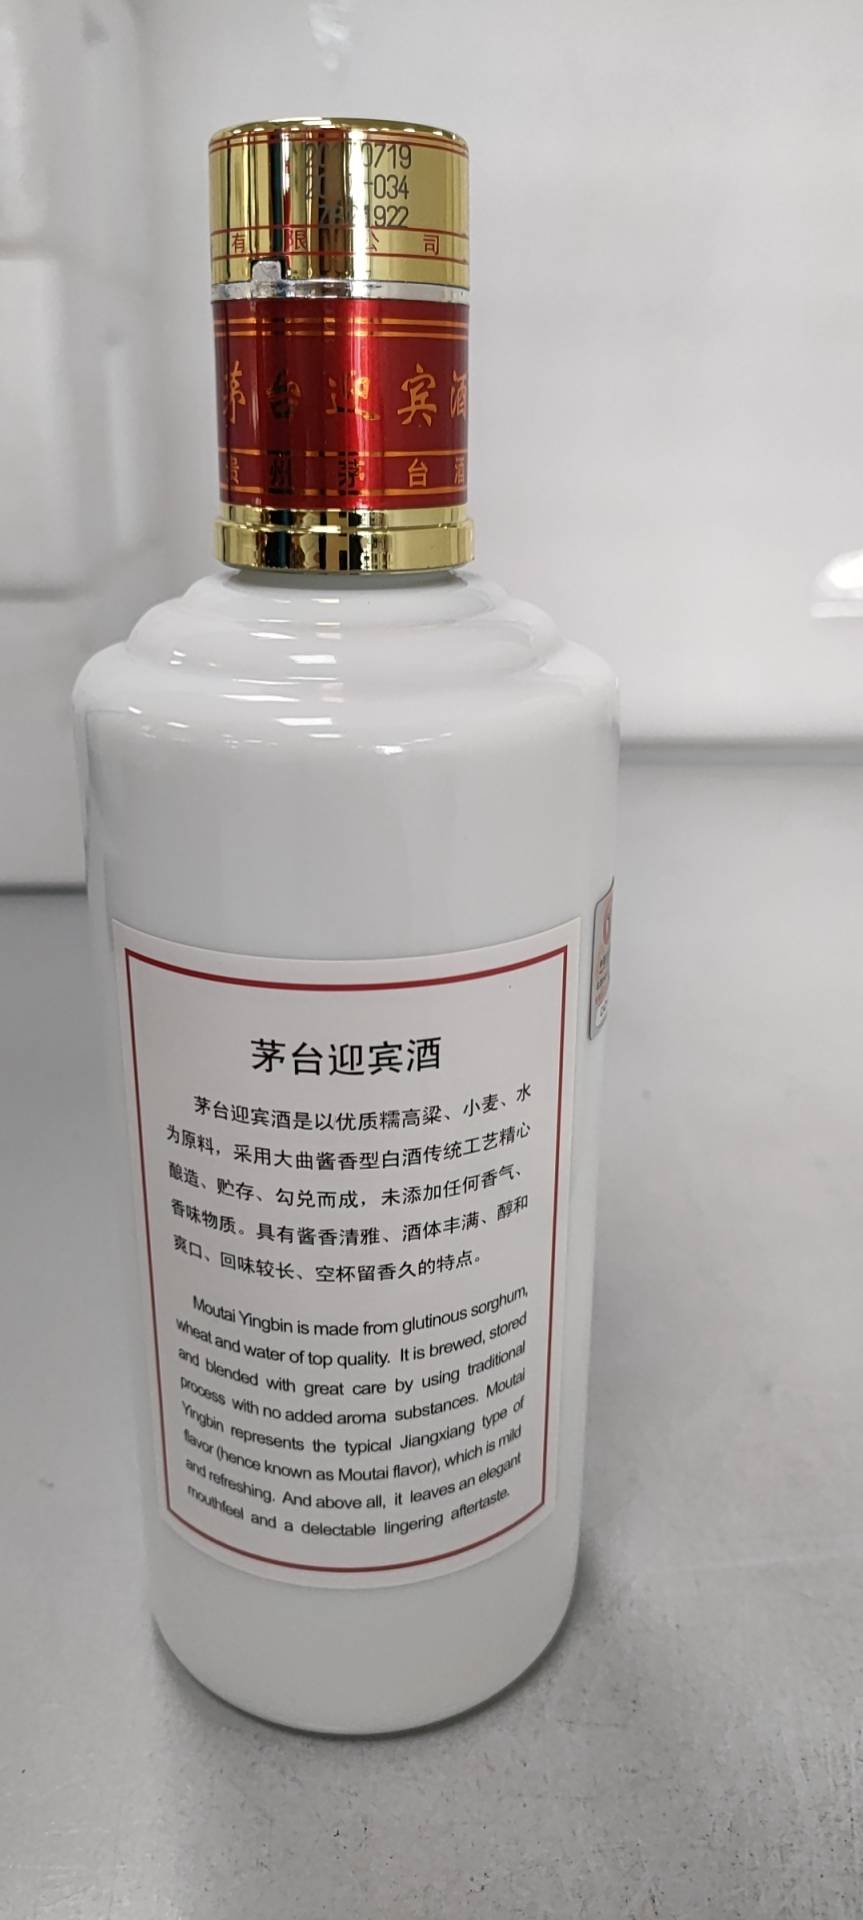 0719
-034
1922
有限公司
茅台迎宾酒
贵州茅台酒
茅台迎宾酒
茅台迎宾酒是以优质糯高粱、小麦、水
为原料，采用大曲酱香型白酒传统工艺精心
酿造、贮存、勾兑而成，未添加任何香气、
香味物质。具有酱香清雅、酒体丰满、醇和
爽口、回味较长、空杯留香久的特点。
Moutai Yingbin is made from glutinous sorghum,
wheat and water of top quality. It is brewed, stored
and blended with great care by using traditional
process with no added aroma substances. Moutai
Yingbin represents the typical Jiangxiang type of
flavor (hence known as Moutai flavor), which is mild
and refreshing. And above all, it leaves an elegant
mouthfeel and a delectable lingering aftertaste.